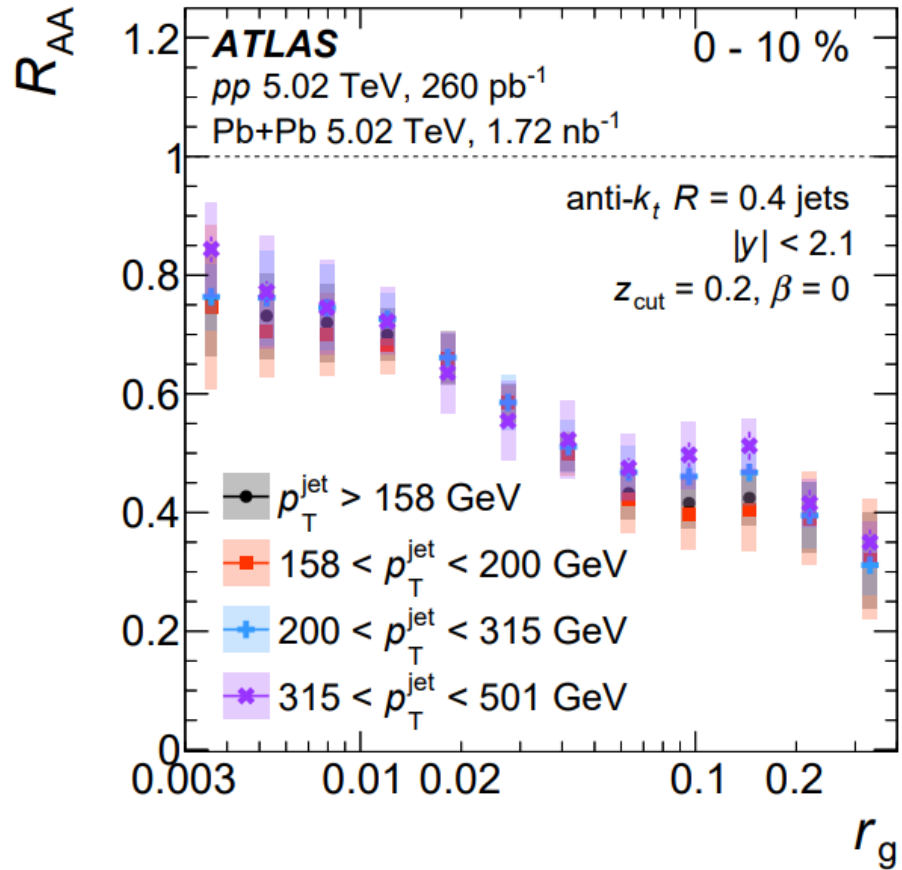 R_AA
1.2
1
0.8
0.6
0.4
0.2
0
ATLAS
0 - 10 %
pp 5.02 TeV, 260 pb⁻¹
Pb+Pb 5.02 TeV, 1.72 nb⁻¹
anti-k_t R = 0.4 jets
|y| < 2.1
z_cut = 0.2, β = 0
p_T^jet > 158 GeV
158 < p_T^jet < 200 GeV
200 < p_T^jet < 315 GeV
315 < p_T^jet < 501 GeV
0.003 0.01 0.02 0.1 0.2
r_g